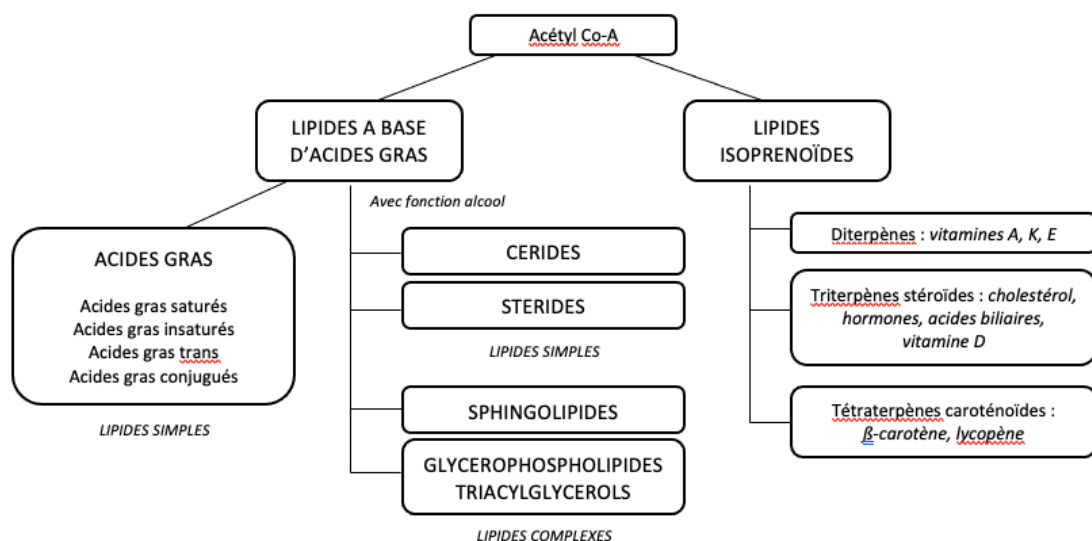 Acétyl Co-A
LIPIDES A BASE
D’ACIDES GRAS
LIPIDES
ISOPRENOÏDES
Avec fonction alcool
ACIDES GRAS
Acides gras saturés
Acides gras insaturés
Acides gras trans
Acides gras conjugués
LIPIDES SIMPLES
CERIDES
STERIDES
LIPIDES SIMPLES
SPHINGOLIPIDES
GLYCEROPHOSPHOLIPIDES
TRIACYLGLYCEROLS
LIPIDES COMPLEXES
Diterpènes : vitamines A, K, E
Triterpènes stéroïdes : cholestérol,
hormones, acides biliaires,
vitamine D
Tétraterpènes caroténoïdes :
β-carotène, lycopène